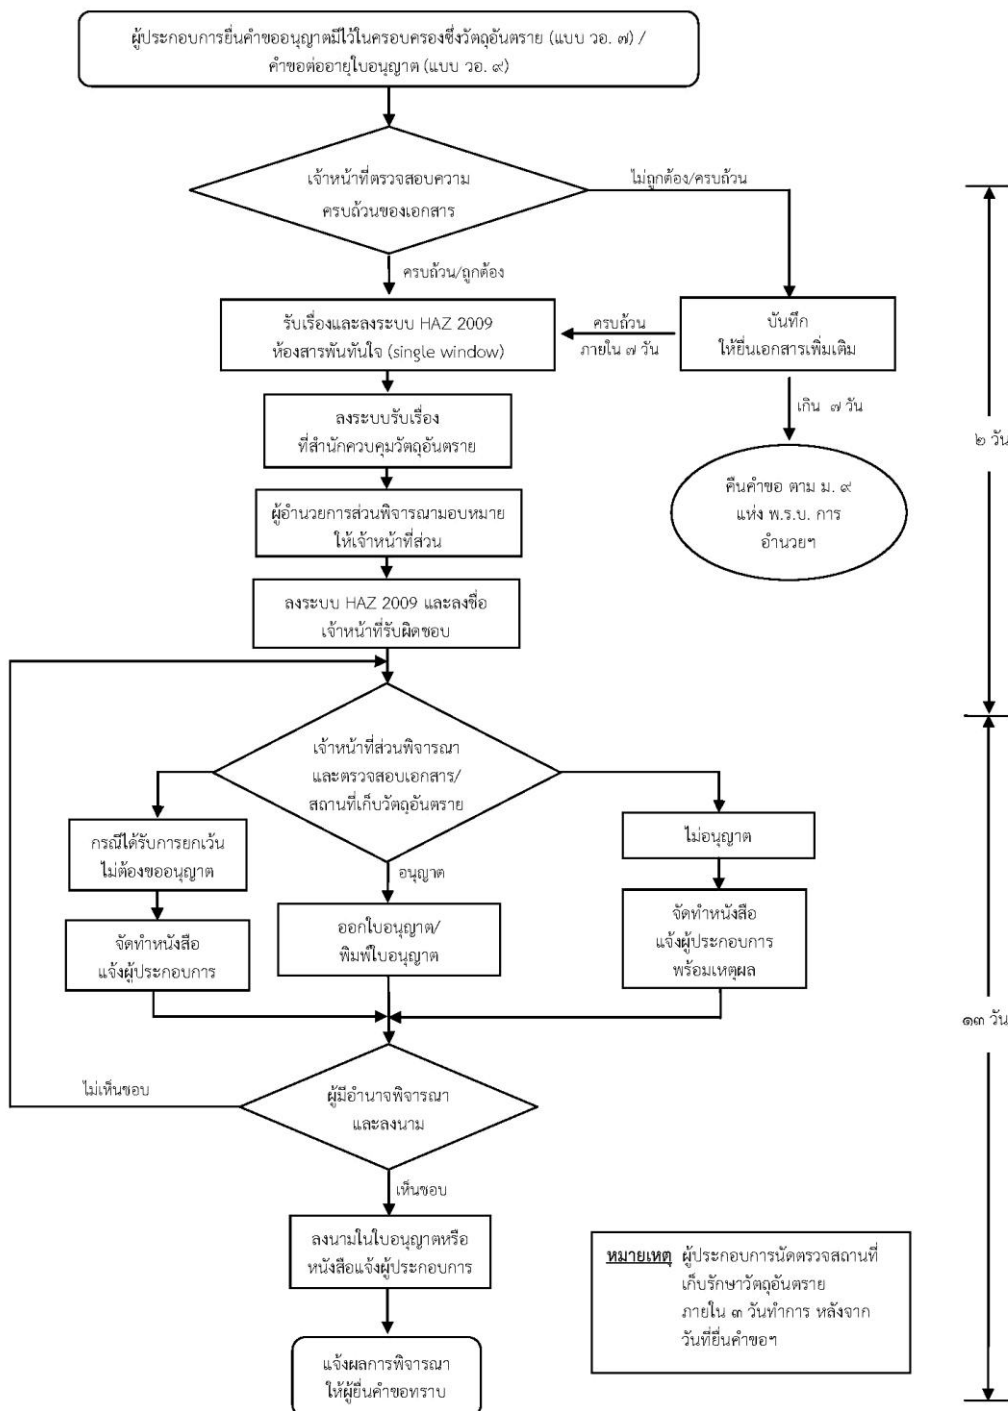 ผู้ประกอบการยื่นคำขออนุญาตมีไว้ในครอบครองซึ่งวัตถุอันตราย (แบบ วอ. ๗) /
คำขอต่ออายุใบอนุญาต (แบบ วอ. ๙)
เจ้าหน้าที่ตรวจสอบความ
ครบถ้วนของเอกสาร
ไม่ถูกต้อง/ครบถ้วน
ครบถ้วน/ถูกต้อง
รับเรื่องและลงระบบ HAZ 2009
ห้องสารพันทันใจ (single window)
ครบถ้วน
ภายใน ๗ วัน
บันทึก
ให้ยื่นเอกสารเพิ่มเติม
เกิน ๗ วัน
คืนคำขอ ตาม ม. ๙
แห่ง พ.ร.บ. การ
อำนวยฯ
ลงระบบรับเรื่อง
ที่สำนักควบคุมวัตถุอันตราย
ผู้อำนวยการส่วนพิจารณามอบหมาย
ให้เจ้าหน้าที่ส่วน
ลงระบบ HAZ 2009 และลงชื่อ
เจ้าหน้าที่รับผิดชอบ
๒ วัน
เจ้าหน้าที่ส่วนพิจารณา
และตรวจสอบเอกสาร/
สถานที่เก็บวัตถุอันตราย
กรณีได้รับการยกเว้น
ไม่ต้องขออนุญาต
จัดทำหนังสือ
แจ้งผู้ประกอบการ
อนุญาต
ออกใบอนุญาต/
พิมพ์ใบอนุญาต
ไม่อนุญาต
จัดทำหนังสือ
แจ้งผู้ประกอบการ
พร้อมเหตุผล
๑๓ วัน
ไม่เห็นชอบ
ผู้มีอำนาจพิจารณา
และลงนาม
เห็นชอบ
ลงนามในใบอนุญาตหรือ
หนังสือแจ้งผู้ประกอบการ
แจ้งผลการพิจารณา
ให้ผู้ยื่นคำขอทราบ
หมายเหตุ ผู้ประกอบการนัดตรวจสถานที่
เก็บรักษาวัตถุอันตราย
ภายใน ๓ วันทำการ หลังจาก
วันที่ยื่นคำขอฯ